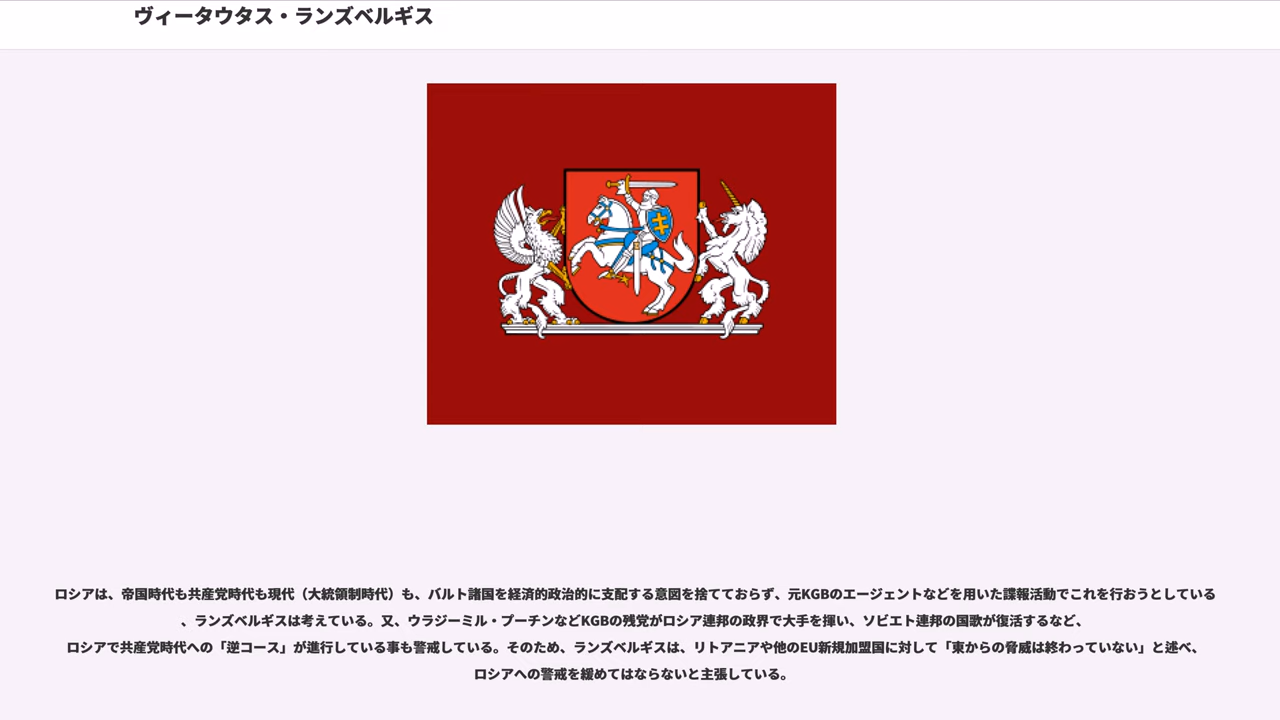 ヴィータウタス・ランズベルギス
ロシアは、帝国時代も共産党時代も現代（大統領制時代）も、バルト諸国を経済的政治的に支配する意図を捨てておらず、元KGBのエージェントなどを用いた諜報活動でこれを行おうとしている
、ランズベルギスは考えている。又、ウラジーミル・プーチンなどKGBの残党がロシア連邦の政界で大手を揮い、ソビエト連邦の国歌が復活するなど、
ロシアで共産党時代への「逆コース」が進行している事も警戒している。そのため、ランズベルギスは、リトアニアや他のEU新規加盟国に対して「東からの脅威は終わっていない」と述べ、
ロシアへの警戒を緩めてはならないと主張している。